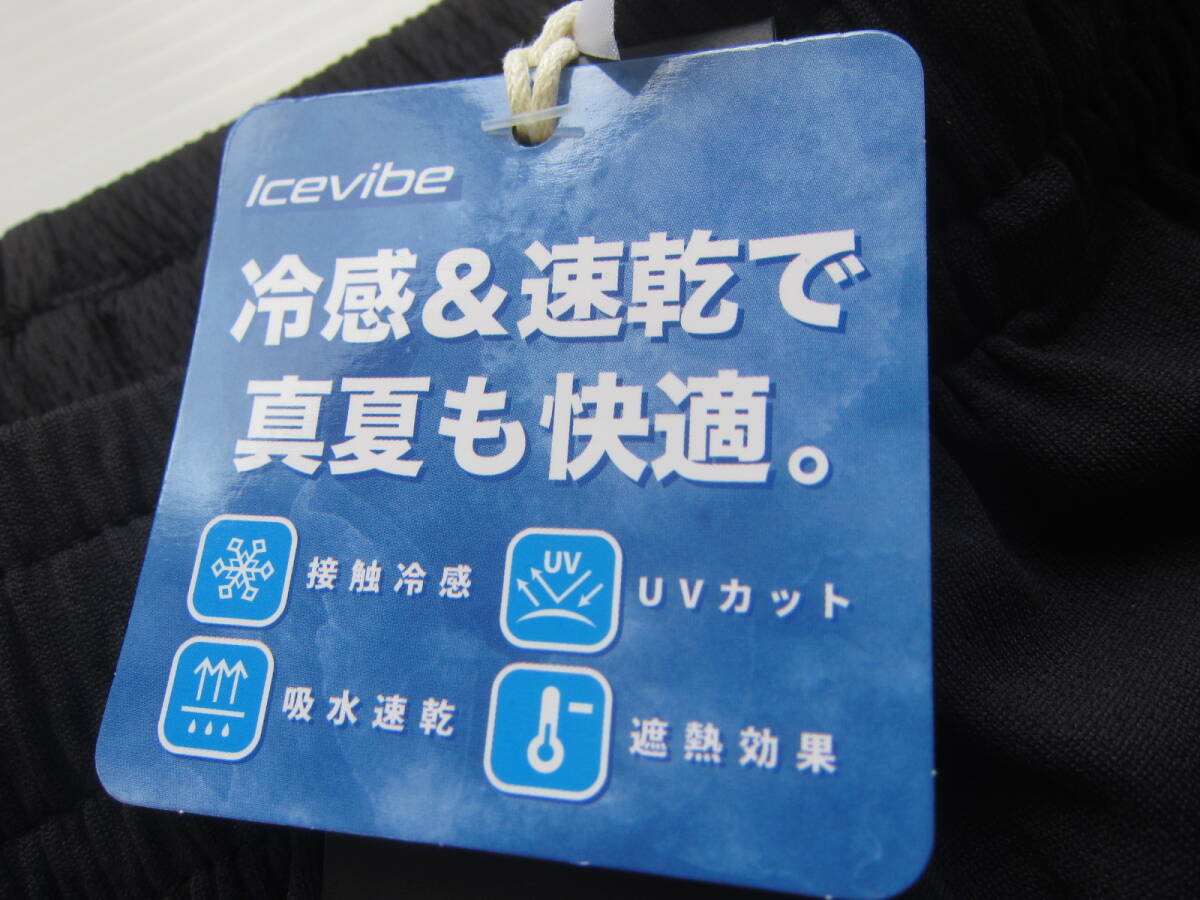 Icevibe
冷感&速乾で
真夏も快適。
接触冷感
UV
UVカット
吸水速乾
遮熱効果